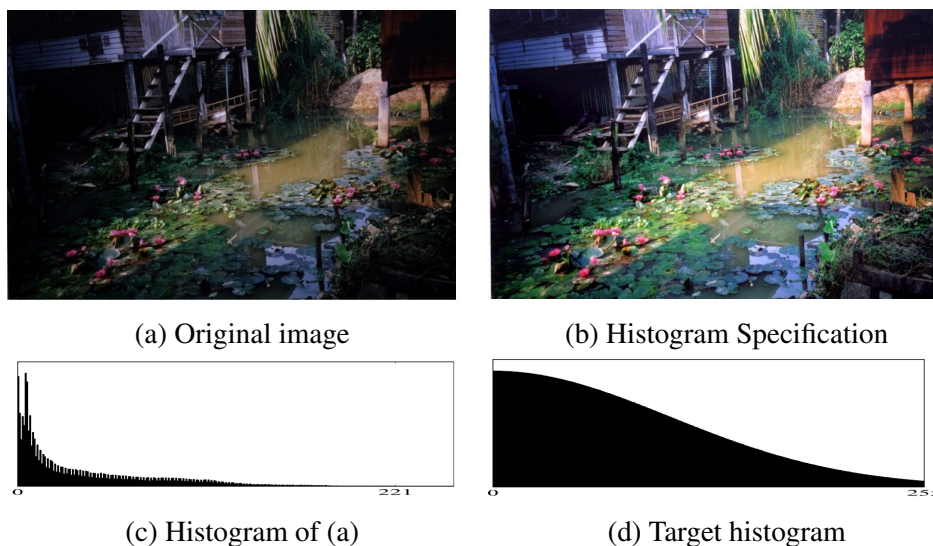 (a) Original image
(b) Histogram Specification
0
221
0
(c) Histogram of (a)
(d) Target histogram